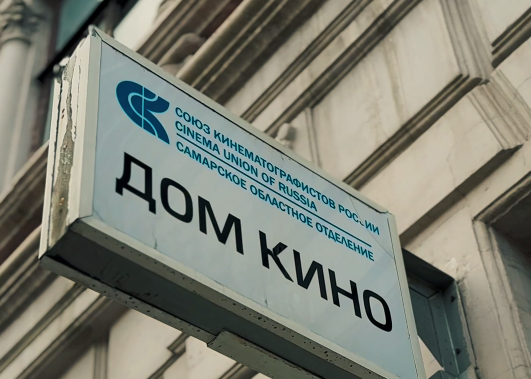 СОЮЗ КИНЕМАТОГРАФИСТОВ РОССИИ
CINEMA UNION OF RUSSIA
САМАРСКОЕ ОБЛАСТНОЕ ОТДЕЛЕНИЕ
ДОМ КИНО